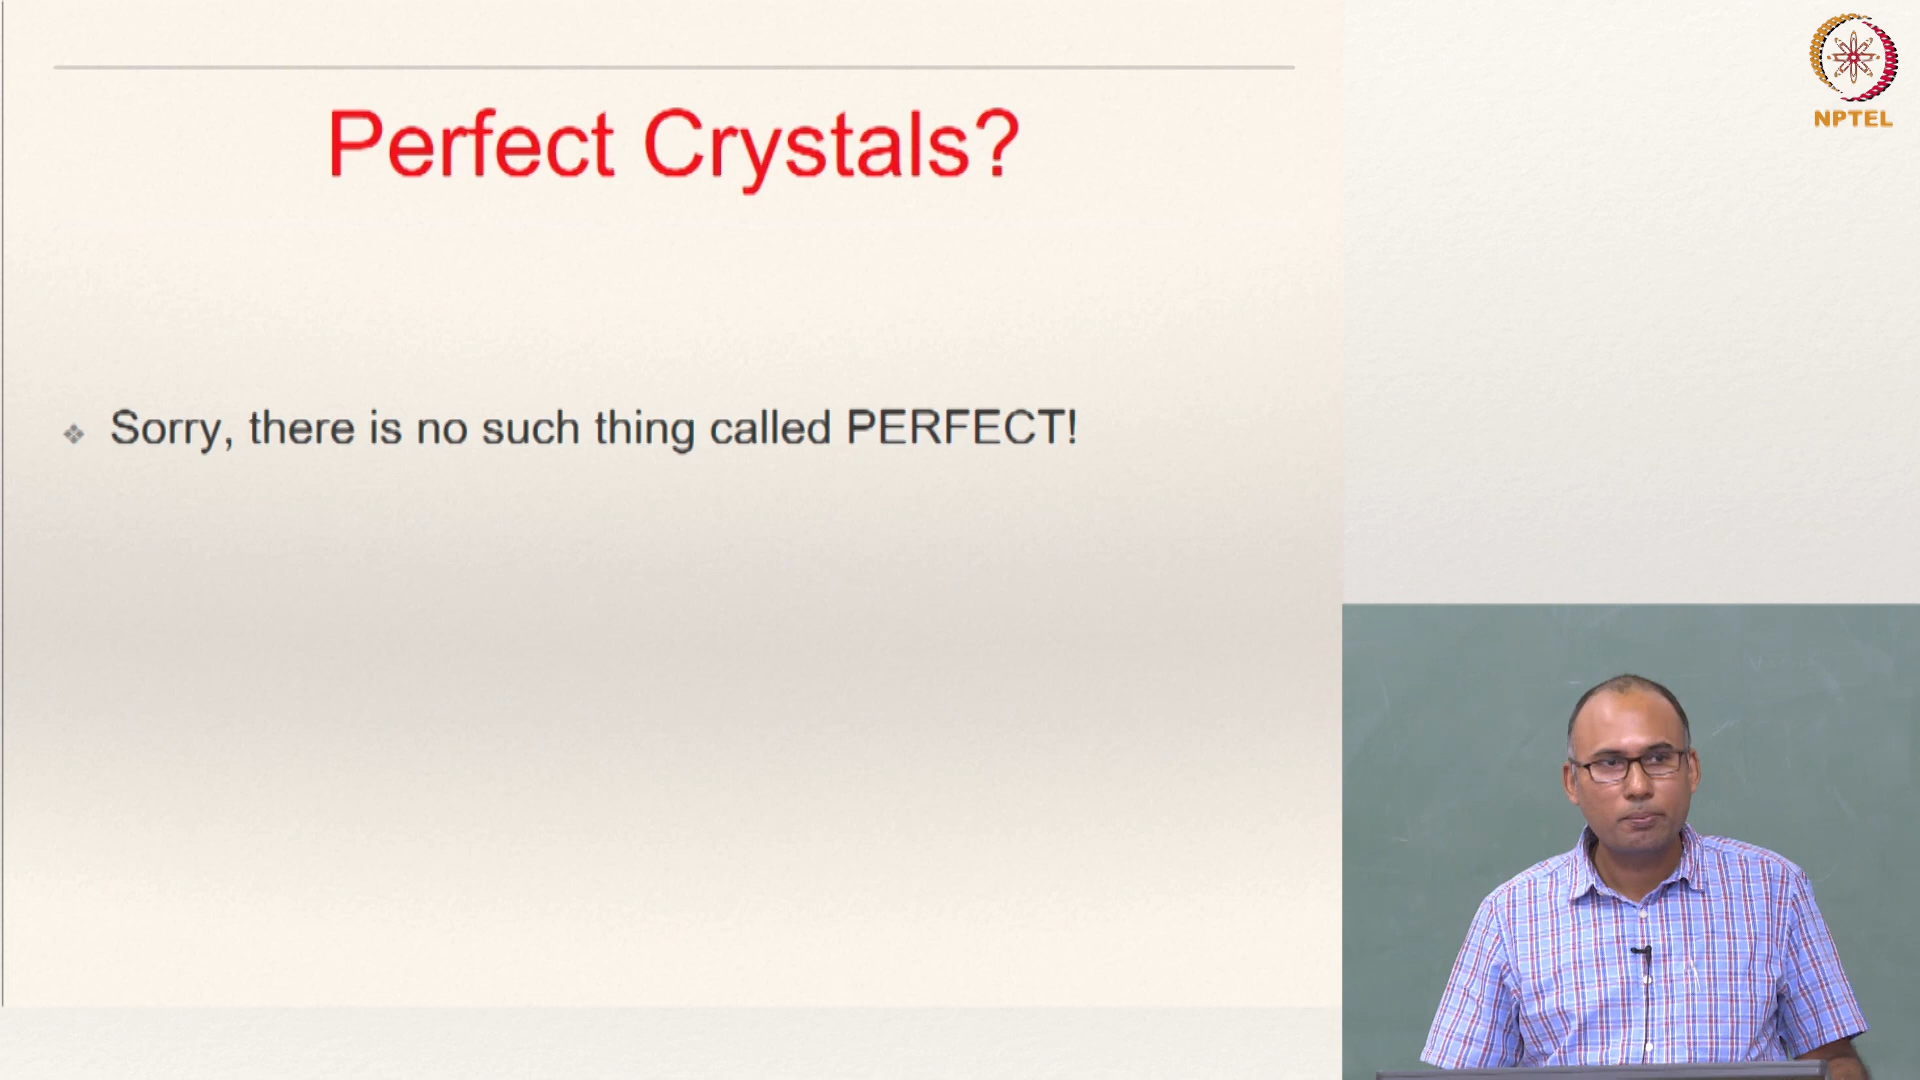 Perfect Crystals?
Sorry, there is no such thing called PERFECT!
NPTEL